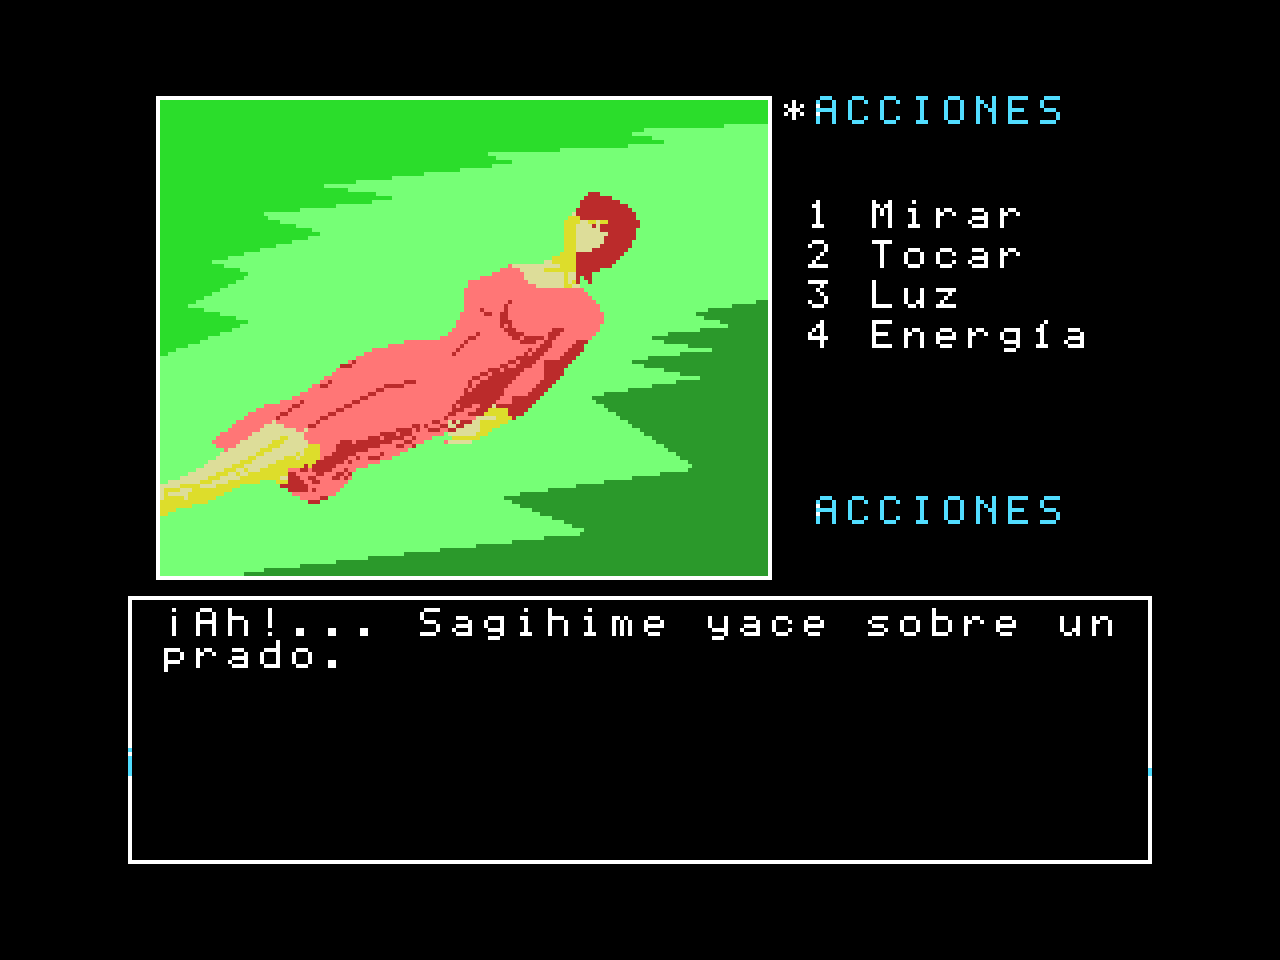 *ACCIONES
1 Mirar
2 Tocar
3 Luz
4 Energía
ACCIONES
¡Ah!... Sagihime yace sobre un
prado.